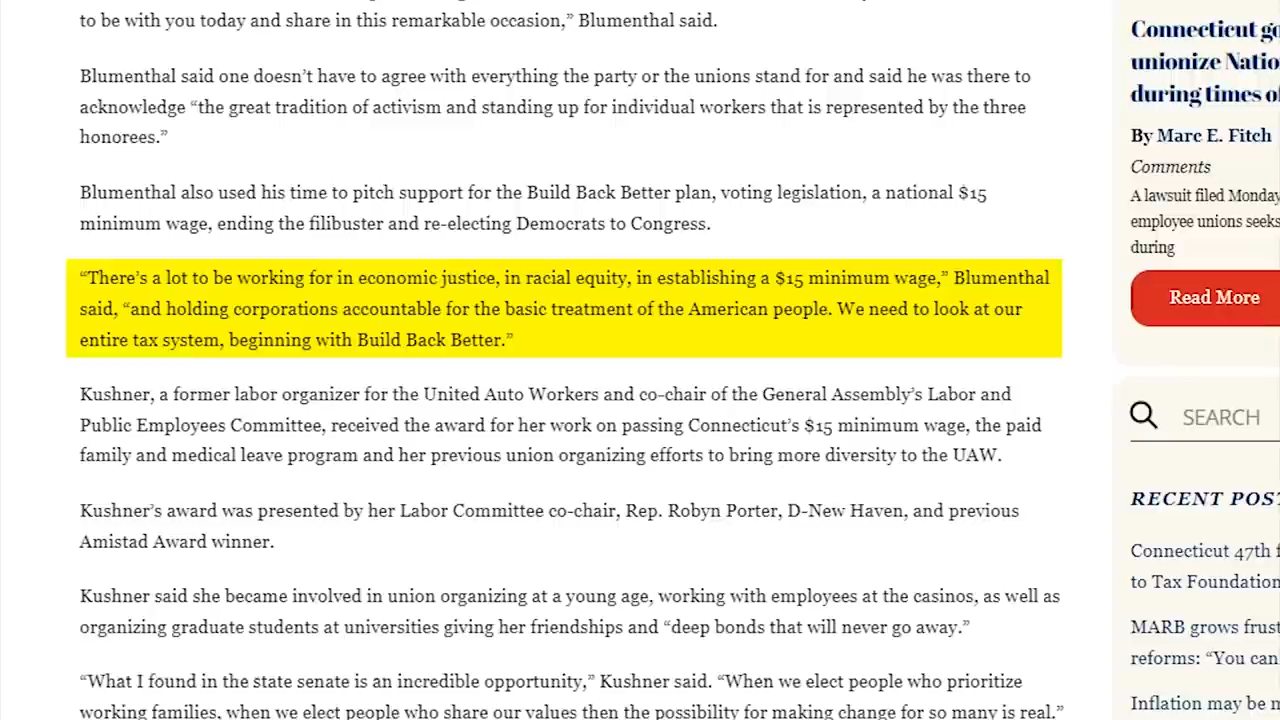 to be with you today and share in this remarkable occasion,” Blumenthal said.
Blumenthal said one doesn’t have to agree with everything the party or the unions stand for and said he was there to
acknowledge “the great tradition of activism and standing up for individual workers that is represented by the three
honorees.”
Blumenthal also used his time to pitch support for the Build Back Better plan, voting legislation, a national $15
minimum wage, ending the filibuster and re-electing Democrats to Congress.
“There’s a lot to be working for in economic justice, in racial equity, in establishing a $15 minimum wage,” Blumenthal
said, “and holding corporations accountable for the basic treatment of the American people. We need to look at our
entire tax system, beginning with Build Back Better.”
Kushner, a former labor organizer for the United Auto Workers and co-chair of the General Assembly’s Labor and
Public Employees Committee, received the award for her work on passing Connecticut’s $15 minimum wage, the paid
family and medical leave program and her previous union organizing efforts to bring more diversity to the UAW.
Kushner’s award was presented by her Labor Committee co-chair, Rep. Robyn Porter, D-New Haven, and previous
Amistad Award winner.
Kushner said she became involved in union organizing at a young age, working with employees at the casinos, as well as
organizing graduate students at universities giving her friendships and “deep bonds that will never go away.”
“What I found in the state senate is an incredible opportunity,” Kushner said. “When we elect people who prioritize
working families, when we elect people who share our values then the possibility for making change for so many is real.”
Connecticut
unionize
during times
By Marc E. Fitch
Comments
A lawsuit filed Monday
employee unions seeks
during
Read More
SEARCH
RECENT
Connecticut 47th
to Tax Foundation
MARB grows
reforms: “You
Inflation may be